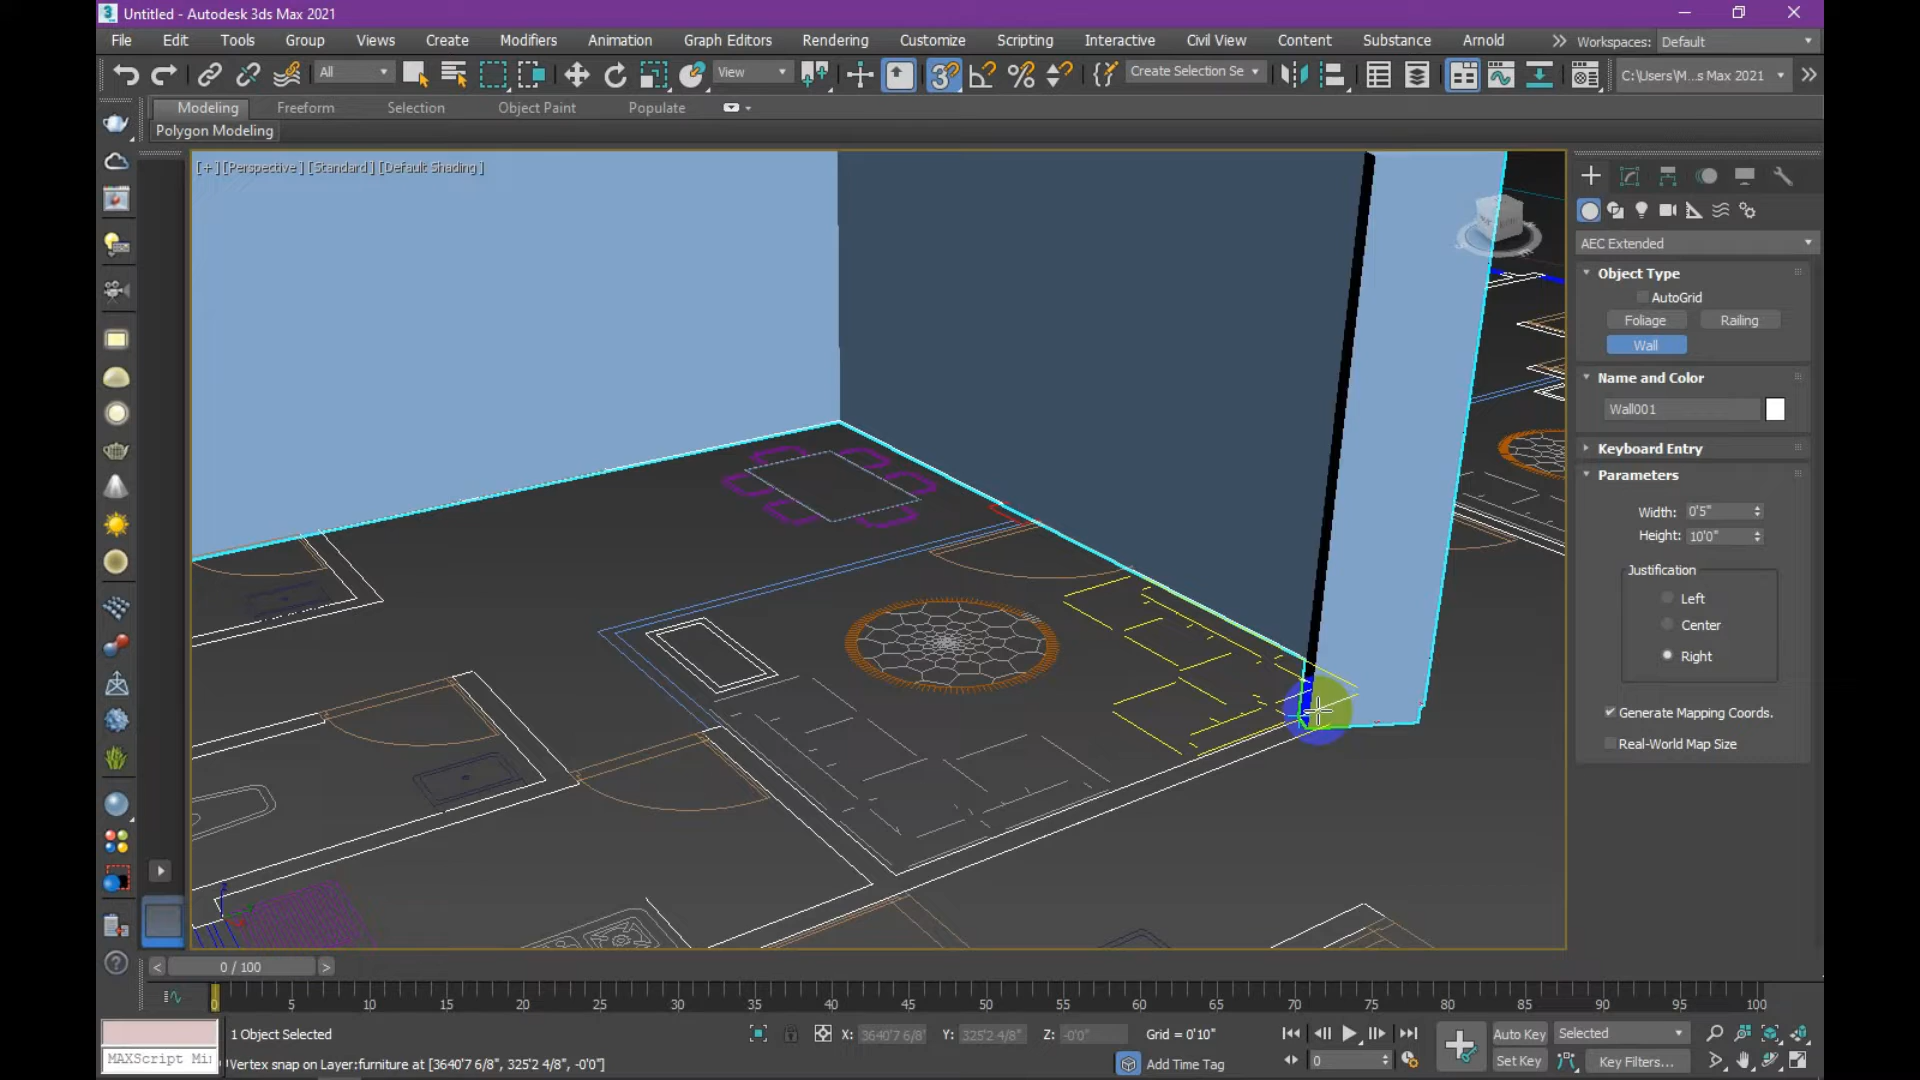 Untitled - Autodesk 3ds Max 2021
File Edit Tools Group Views Create Modifiers Animation Graph Editors Rendering Customize Scripting Interactive Civil View Content Substance Arnold Workspaces: Default
All View Create Selection Se C:\Users\M...s Max 2021
Modeling Freeform Selection Object Paint Populate
Polygon Modeling
[+] [Perspective] [Standard] [Default Shading]
AEC Extended
Object Type
AutoGrid
Foliage Railing
Wall
Name and Color
Wall001
Keyboard Entry
Parameters
Width: 0'5"
Height: 10'0"
Justification
Left
Center
Right
Generate Mapping Coords.
Real-World Map Size
< 0 / 100 >
0 5 10 15 20 25 30 35 40 45 50 55 60 65 70 75 80 85 90 95 100
1 Object Selected X: 3640'7 6/8" Y: 325'2 4/8" Z: -0'0" Grid = 0'10" Auto Key Selected
MAXScript Mi Vertex snap on Layer:furniture at [3640'7 6/8", 325'2 4/8", -0'0"] Add Time Tag 0 Set Key Key Filters...